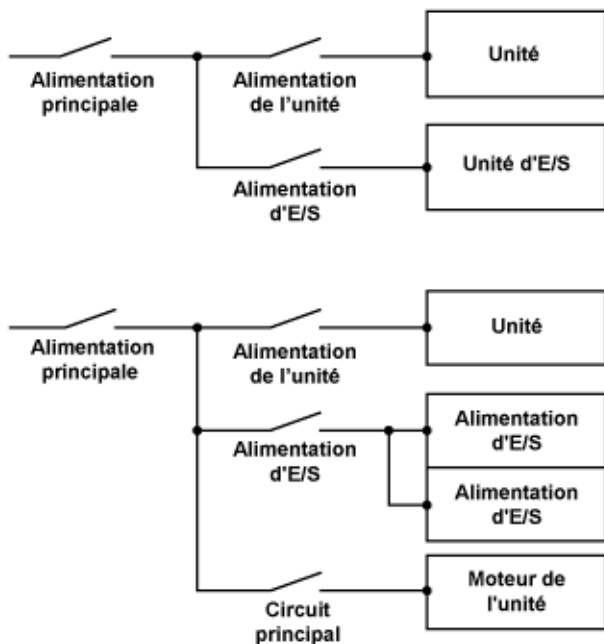 Unité
Alimentation
principale
Alimentation
de l'unité
Unité d'E/S
Alimentation
d'E/S
Unité
Alimentation
principale
Alimentation
de l'unité
Alimentation
d'E/S
Alimentation
d'E/S
Alimentation
d'E/S
Moteur de
l'unité
Circuit
principal